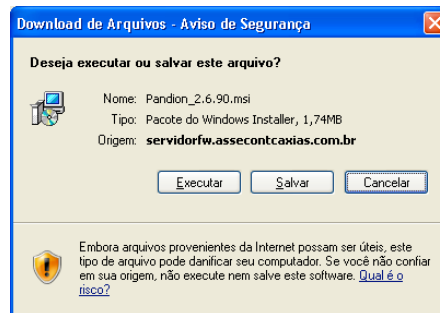 Download de Arquivos - Aviso de Segurança
Deseja executar ou salvar este arquivo?
Nome: Pandion_2.6.90.msi
Tipo: Pacote do Windows Installer, 1,74MB
Origem: servidorfw.assecontcaxias.com.br
Executar Salvar Cancelar
Embora arquivos provenientes da Internet possam ser úteis, este
tipo de arquivo pode danificar seu computador. Se você não confiar
em sua origem, não execute nem salve este software. Qual é o
risco?